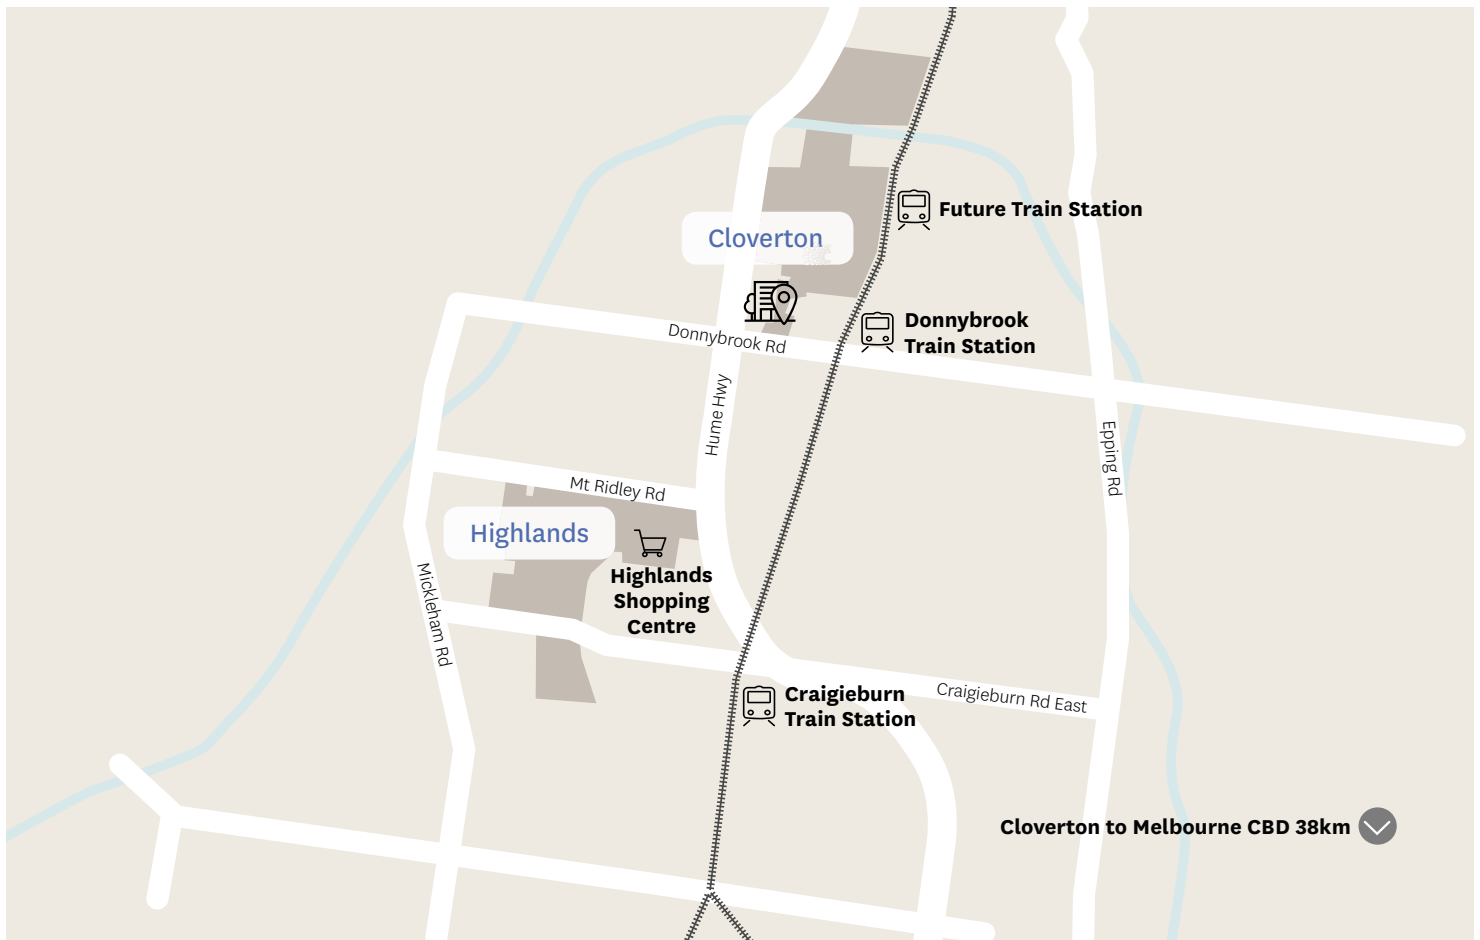 Future Train Station
Cloverton
Donnybrook
Train Station
Donnybrook Rd
Hume Hwy
Epping Rd
Mt Ridley Rd
Highlands
Highlands
Shopping
Centre
Mickleham Rd
Craigieburn
Train Station
Craigieburn Rd East
Cloverton to Melbourne CBD 38km